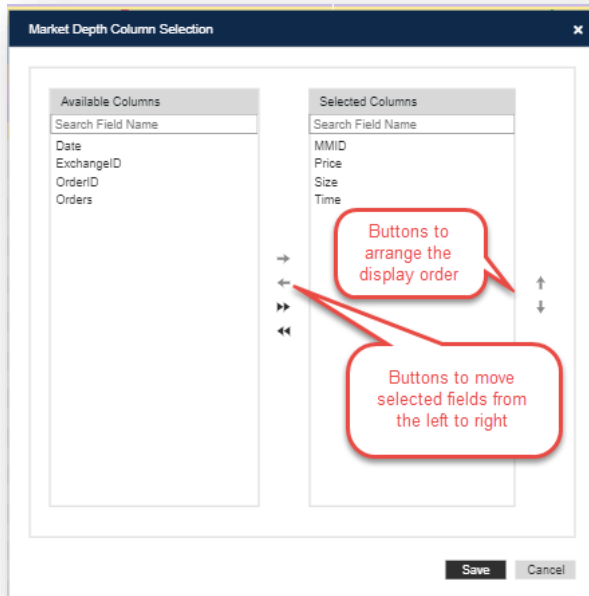 Market Depth Column Selection
Available Columns
Search Field Name
Date
ExchangeID
OrderID
Orders
Selected Columns
Search Field Name
MMID
Price
Size
Time
Buttons to
arrange the
display order
Buttons to move
selected fields from
the left to right
Save
Cancel